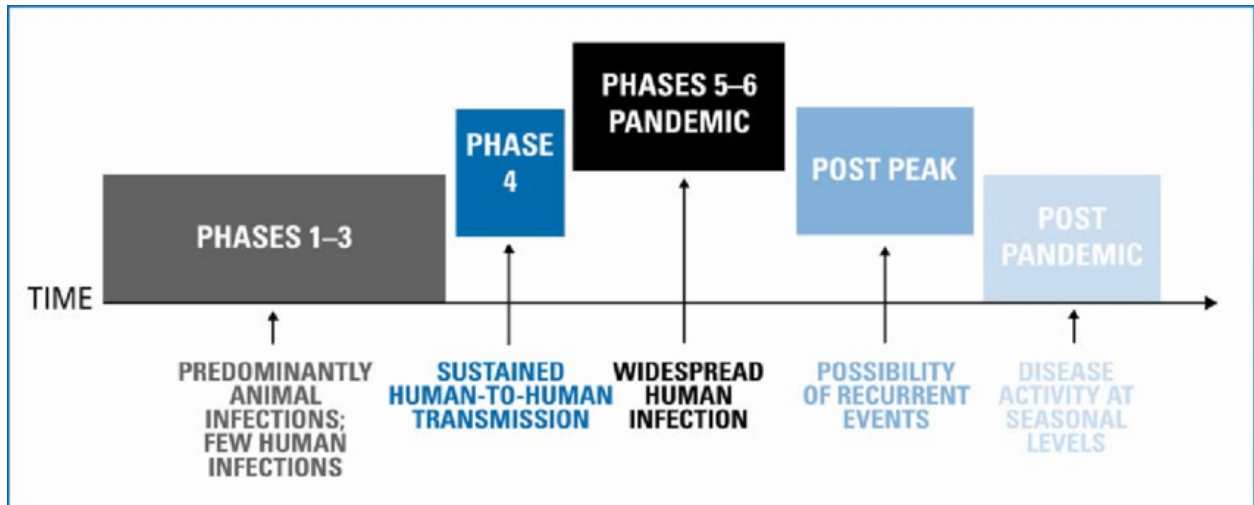 PHASES 5–6
PANDEMIC
PHASE
4
POST PEAK
PHASES 1–3
POST
PANDEMIC
TIME
PREDOMINANTLY
ANIMAL
INFECTIONS;
FEW HUMAN
INFECTIONS
SUSTAINED
HUMAN-TO-HUMAN
TRANSMISSION
WIDESPREAD
HUMAN
INFECTION
POSSIBILITY
OF RECURRENT
EVENTS
DISEASE
ACTIVITY AT
SEASONAL
LEVELS